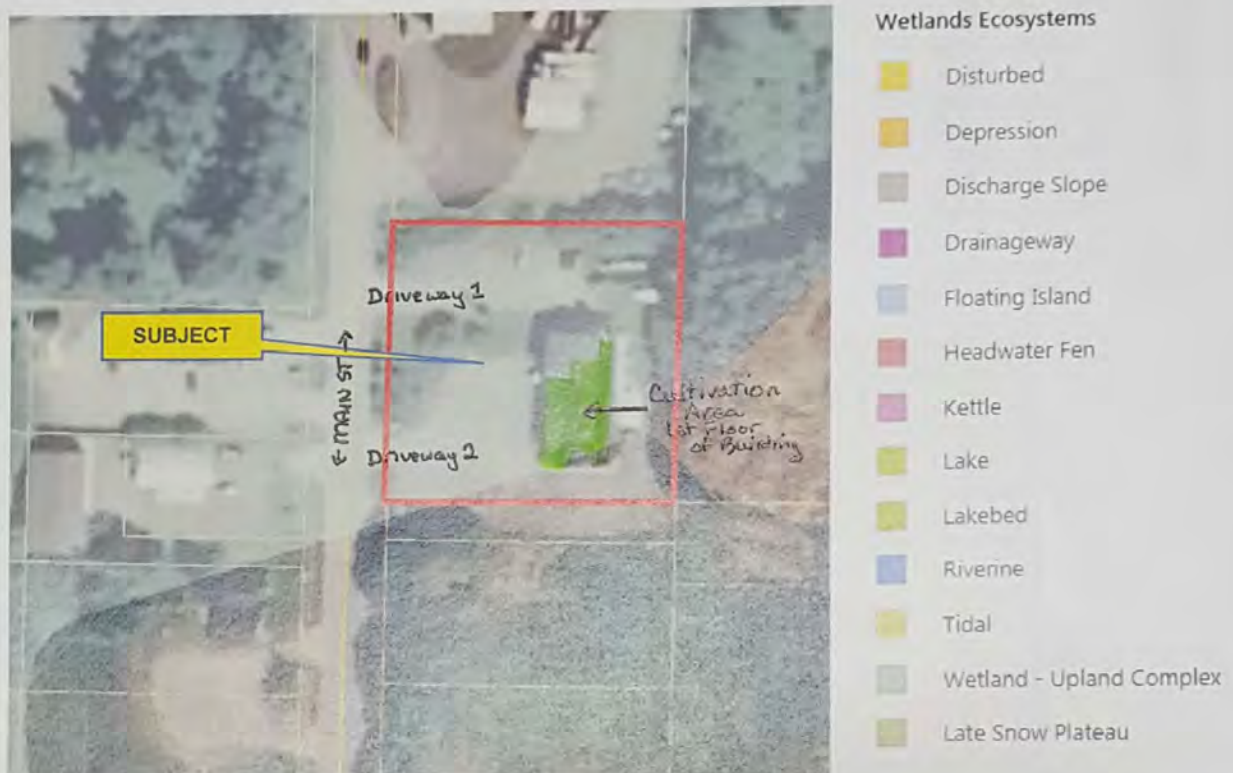 Wetlands Ecosystems
Disturbed
Depression
Discharge Slope
Drainageway
Floating Island
Headwater Fen
Kettle
Lake
Lakebed
Riverine
Tidal
Wetland - Upland Complex
Late Snow Plateau
Driveway 1
SUBJECT
← MAIN ST →
Driveway 2
Cultivation
Area
1st Floor
of Building